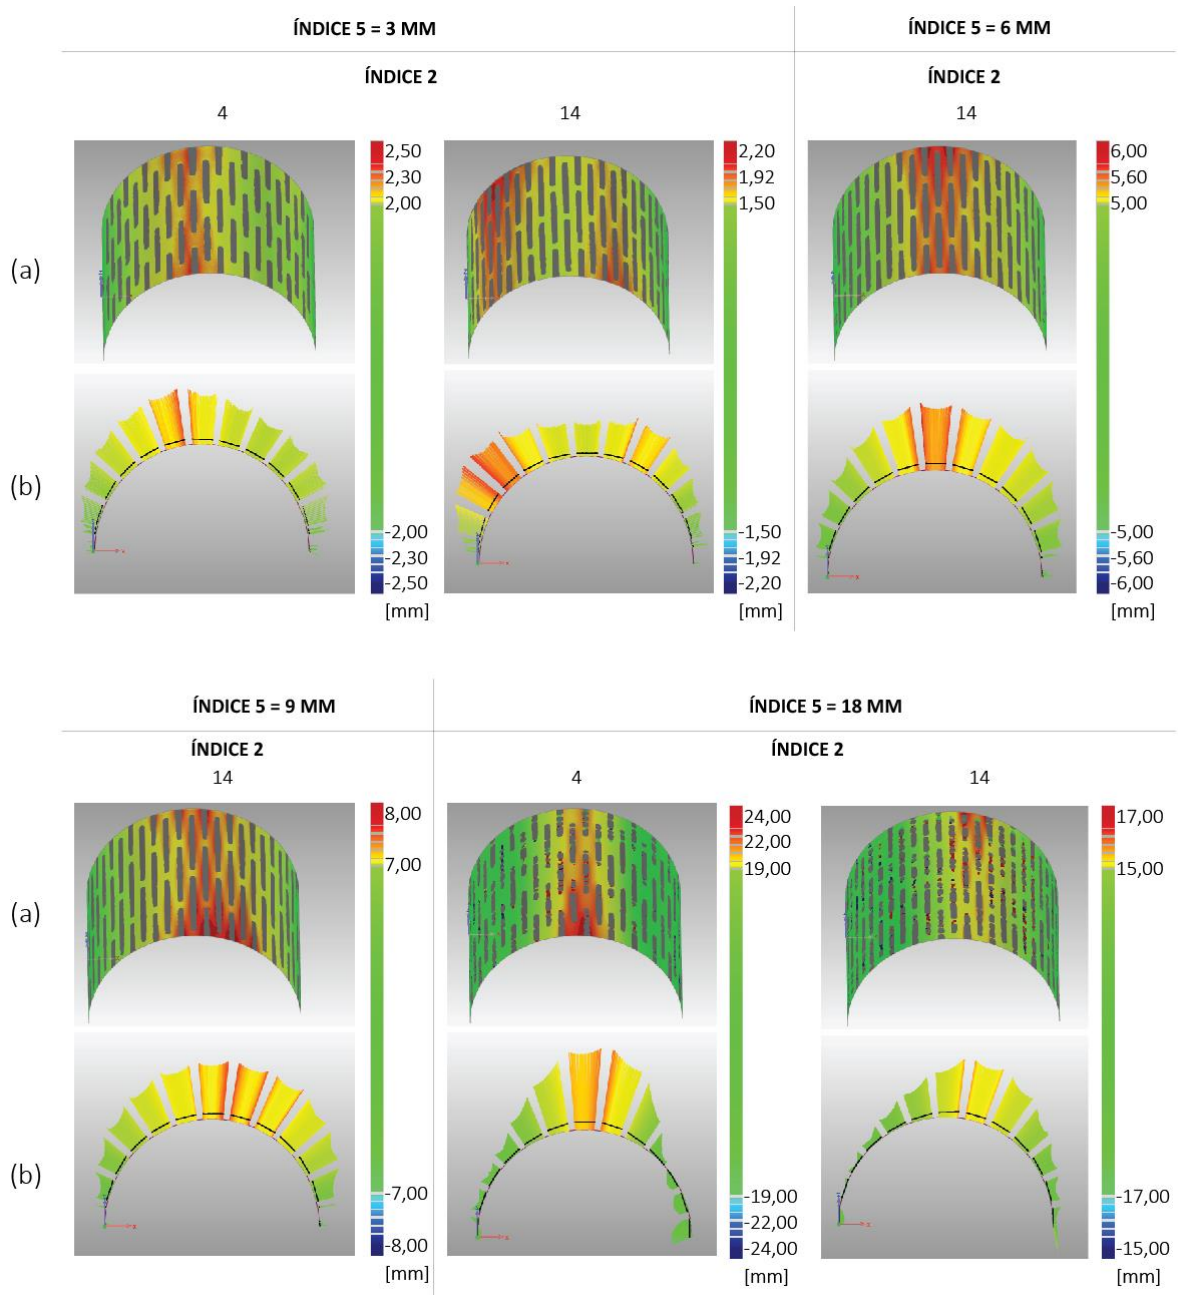 ÍNDICE 5 = 3 MM
ÍNDICE 5 = 6 MM
ÍNDICE 2
ÍNDICE 2
4
14
14
(a)
2,50
2,30
2,00
2,20
1,92
1,50
6,00
5,60
5,00
(b)
-2,00
-2,30
-2,50
[mm]
-1,50
-1,92
-2,20
[mm]
-5,00
-5,60
-6,00
[mm]
ÍNDICE 5 = 9 MM
ÍNDICE 5 = 18 MM
ÍNDICE 2
ÍNDICE 2
14
4
14
(a)
8,00
7,00
24,00
22,00
19,00
17,00
15,00
(b)
-7,00
-8,00
[mm]
-19,00
-22,00
-24,00
[mm]
-17,00
-15,00
[mm]